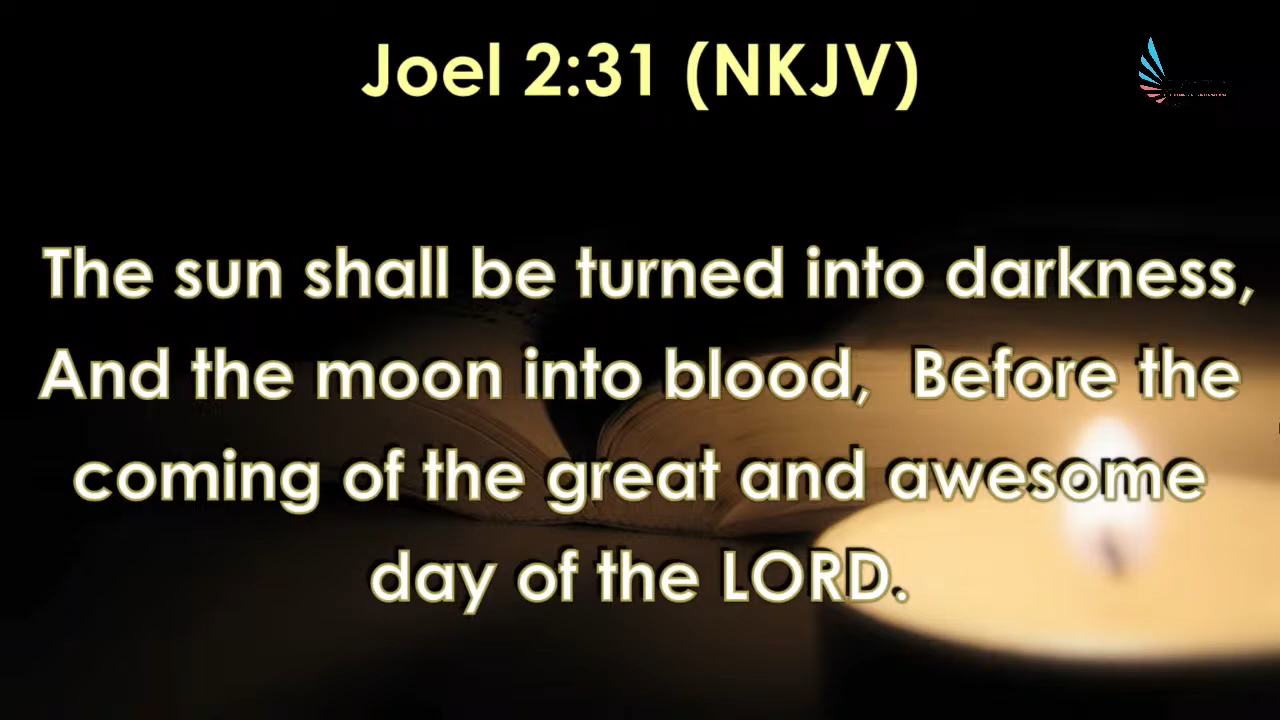 Joel 2:31 (NKJV)
The sun shall be turned into darkness,
And the moon into blood,  Before the
coming of the great and awesome
day of the LORD.